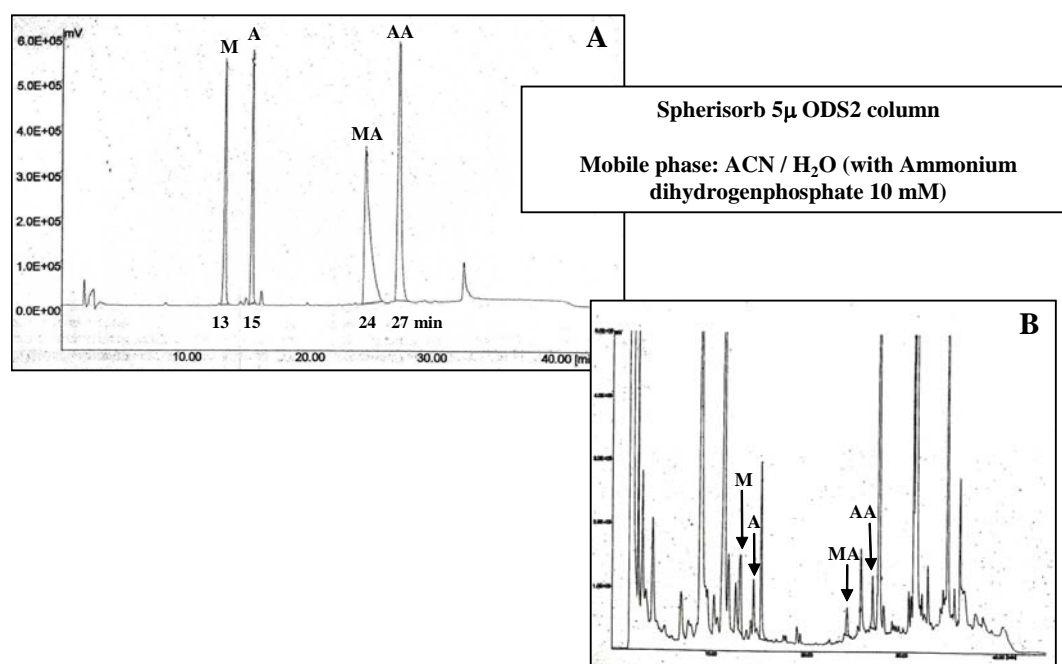 mV
A
6.0E+05
5.0E+05
4.0E+05
3.0E+05
2.0E+05
1.0E+05
0.0E+00
M
A
MA
AA
13 15 24 27 min
10.00 20.00 30.00 40.00 [min]
Spherisorb 5μ ODS2 column
Mobile phase: ACN / H₂O (with Ammonium
dihydrogenphosphate 10 mM)
B
M
A
MA
AA